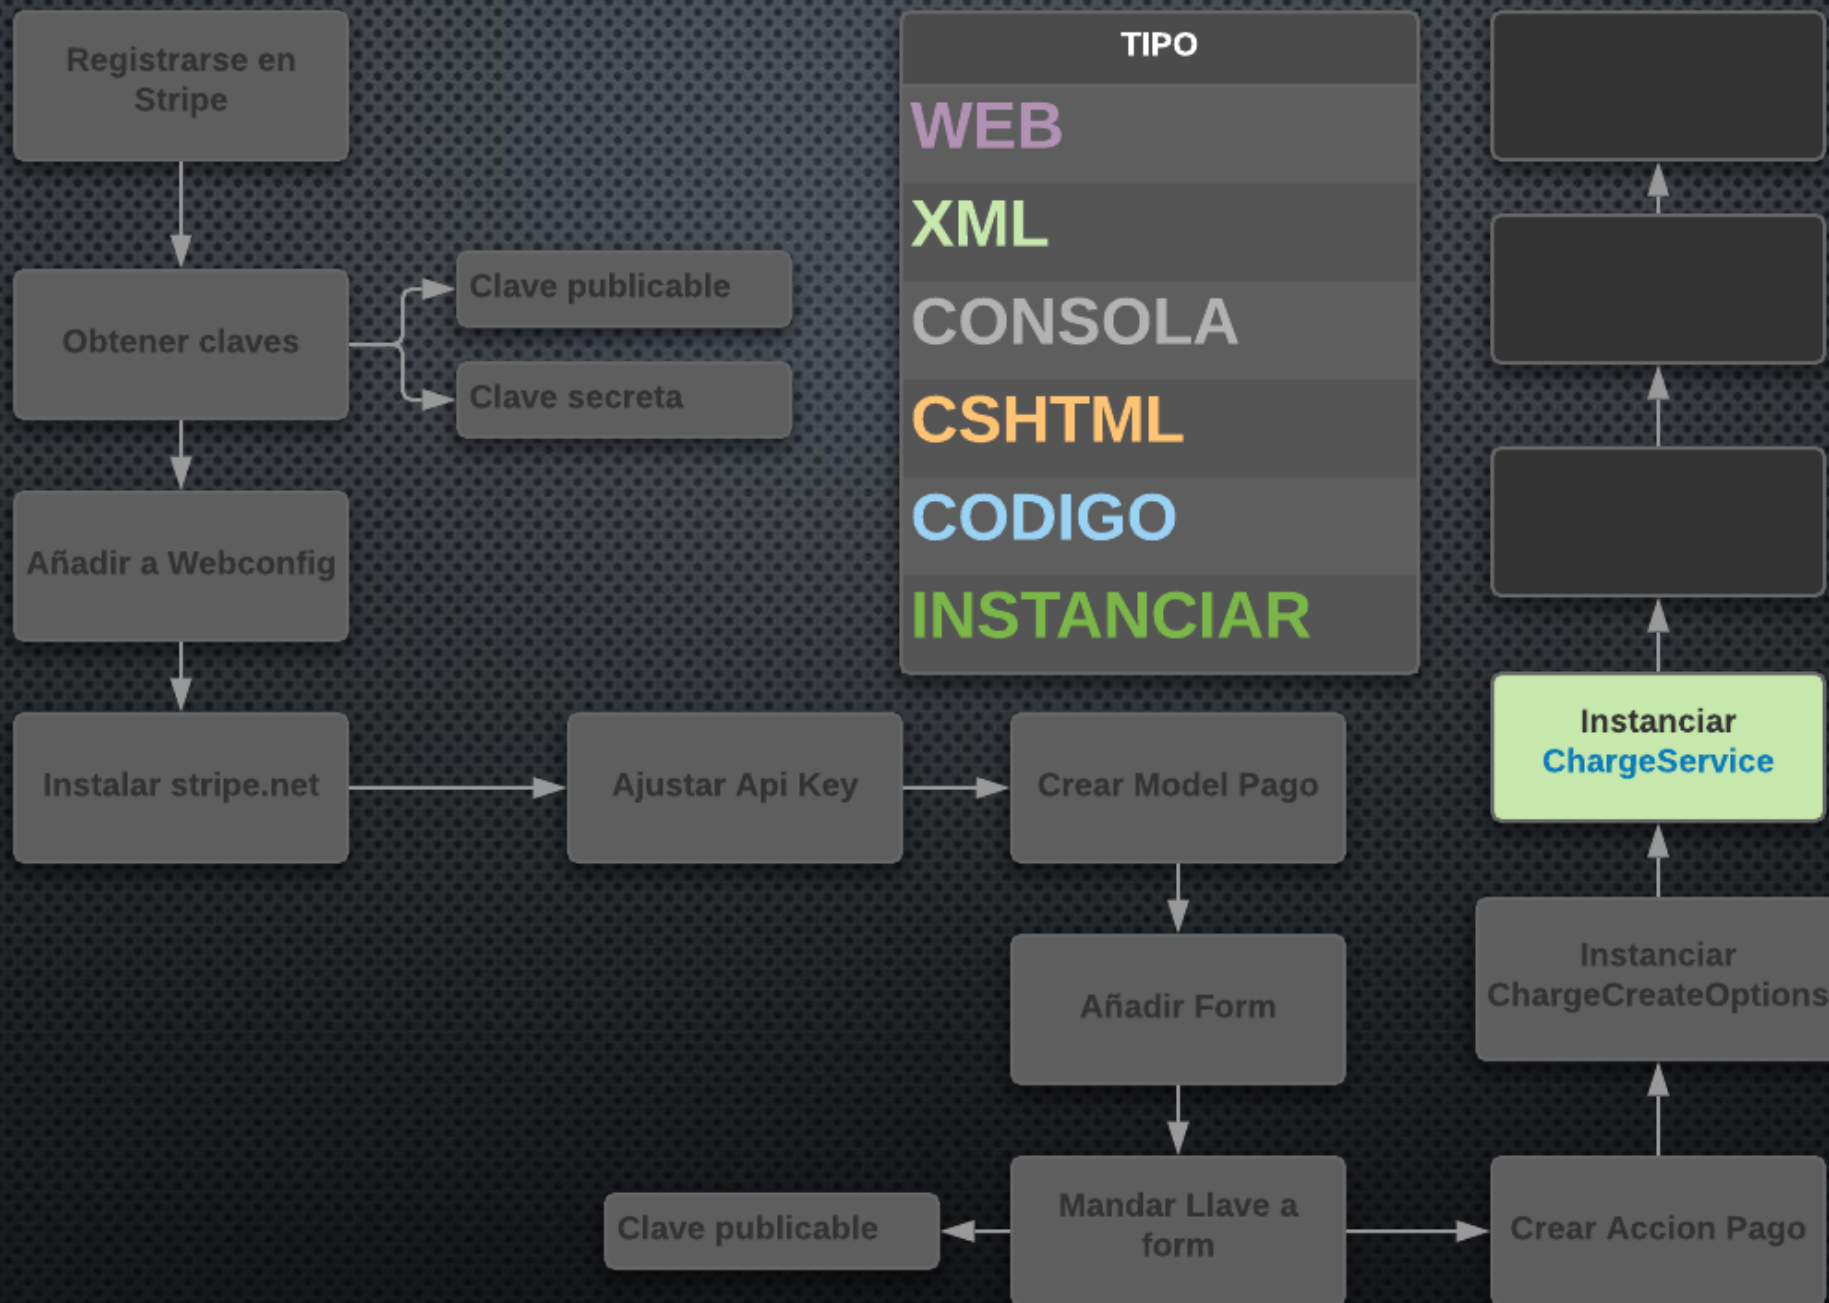 Registrarse en
Stripe
Obtener claves
Clave publicable
Clave secreta
Añadir a Webconfig
Instalar stripe.net
Ajustar Api Key
Crear Model Pago
Añadir Form
Mandar Llave a
form
Clave publicable
Crear Accion Pago
Instanciar
ChargeCreateOptions
Instanciar
ChargeService
TIPO
WEB
XML
CONSOLA
CSHTML
CODIGO
INSTANCIAR